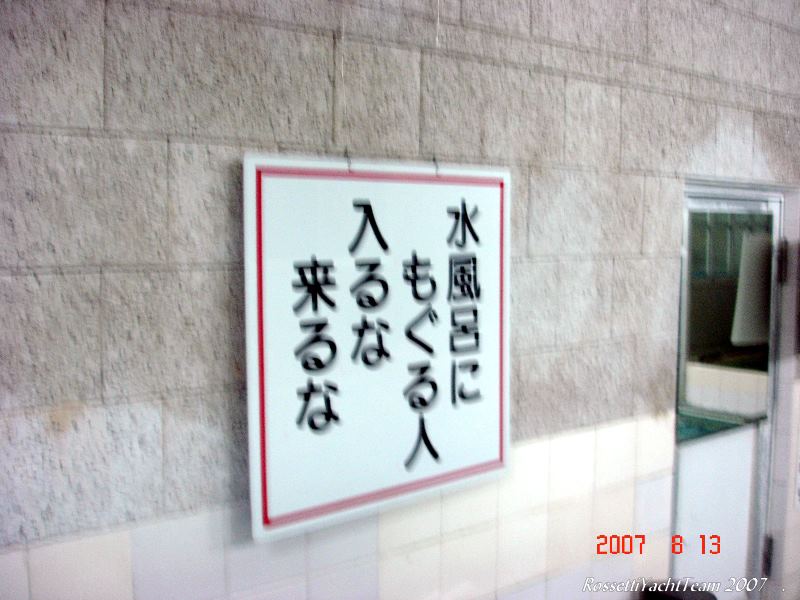 水風呂に
もぐる人
入るな
来るな
2007 8 13
RossettiYachtTeam 2007 .